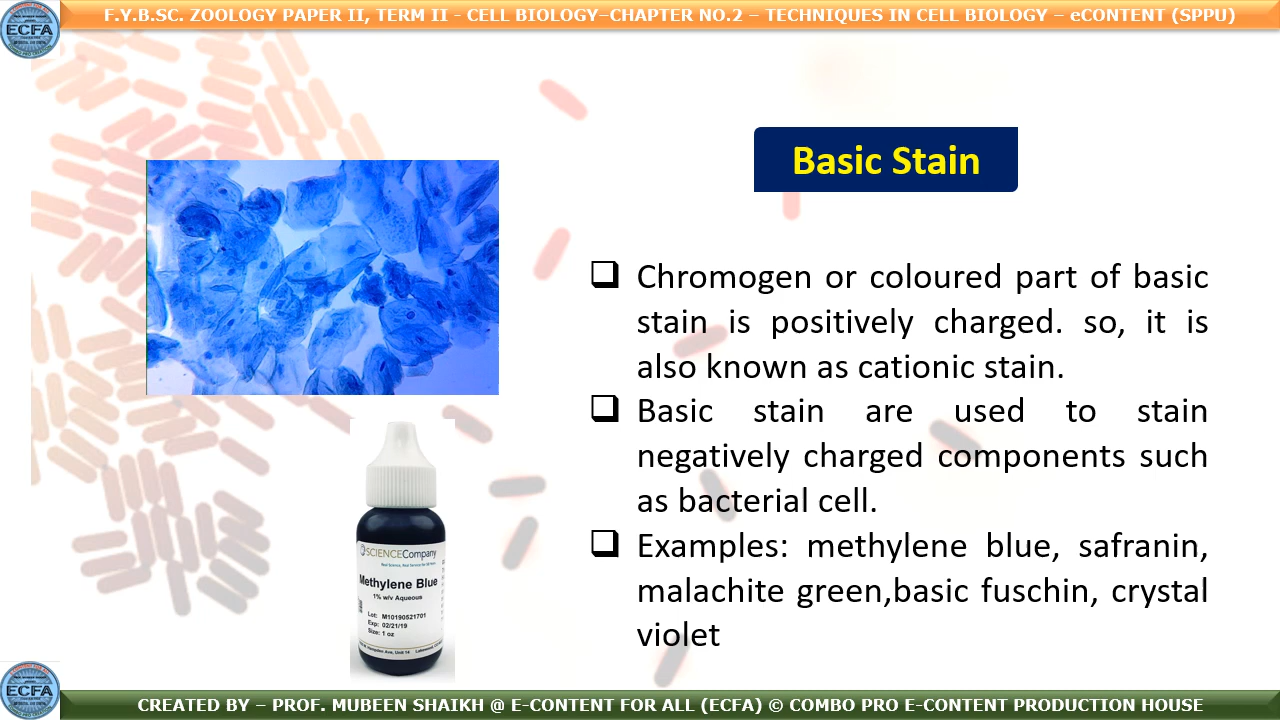 F.Y.B.SC. ZOOLOGY PAPER II, TERM II - CELL BIOLOGY–CHAPTER NO.2 – TECHNIQUES IN CELL BIOLOGY – eCONTENT (SPPU)
ECFA
Basic Stain
❑ Chromogen or coloured part of basic
stain is positively charged. so, it is
also known as cationic stain.
❑ Basic stain are used to stain
negatively charged components such
as bacterial cell.
❑ Examples: methylene blue, safranin,
malachite green,basic fuschin, crystal
violet
SCIENCECompany
Methylene Blue
1% w/v Aqueous
Lot: M10190521701
Exp: 02/21/19
Size: 1 oz
ECFA
CREATED BY – PROF. MUBEEN SHAIKH @ E-CONTENT FOR ALL (ECFA) © COMBO PRO E-CONTENT PRODUCTION HOUSE